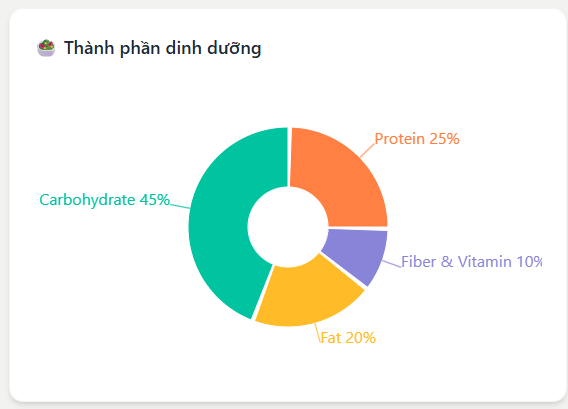 Thành phần dinh dưỡng
Protein 25%
Carbohydrate 45%
Fiber & Vitamin 10%
Fat 20%